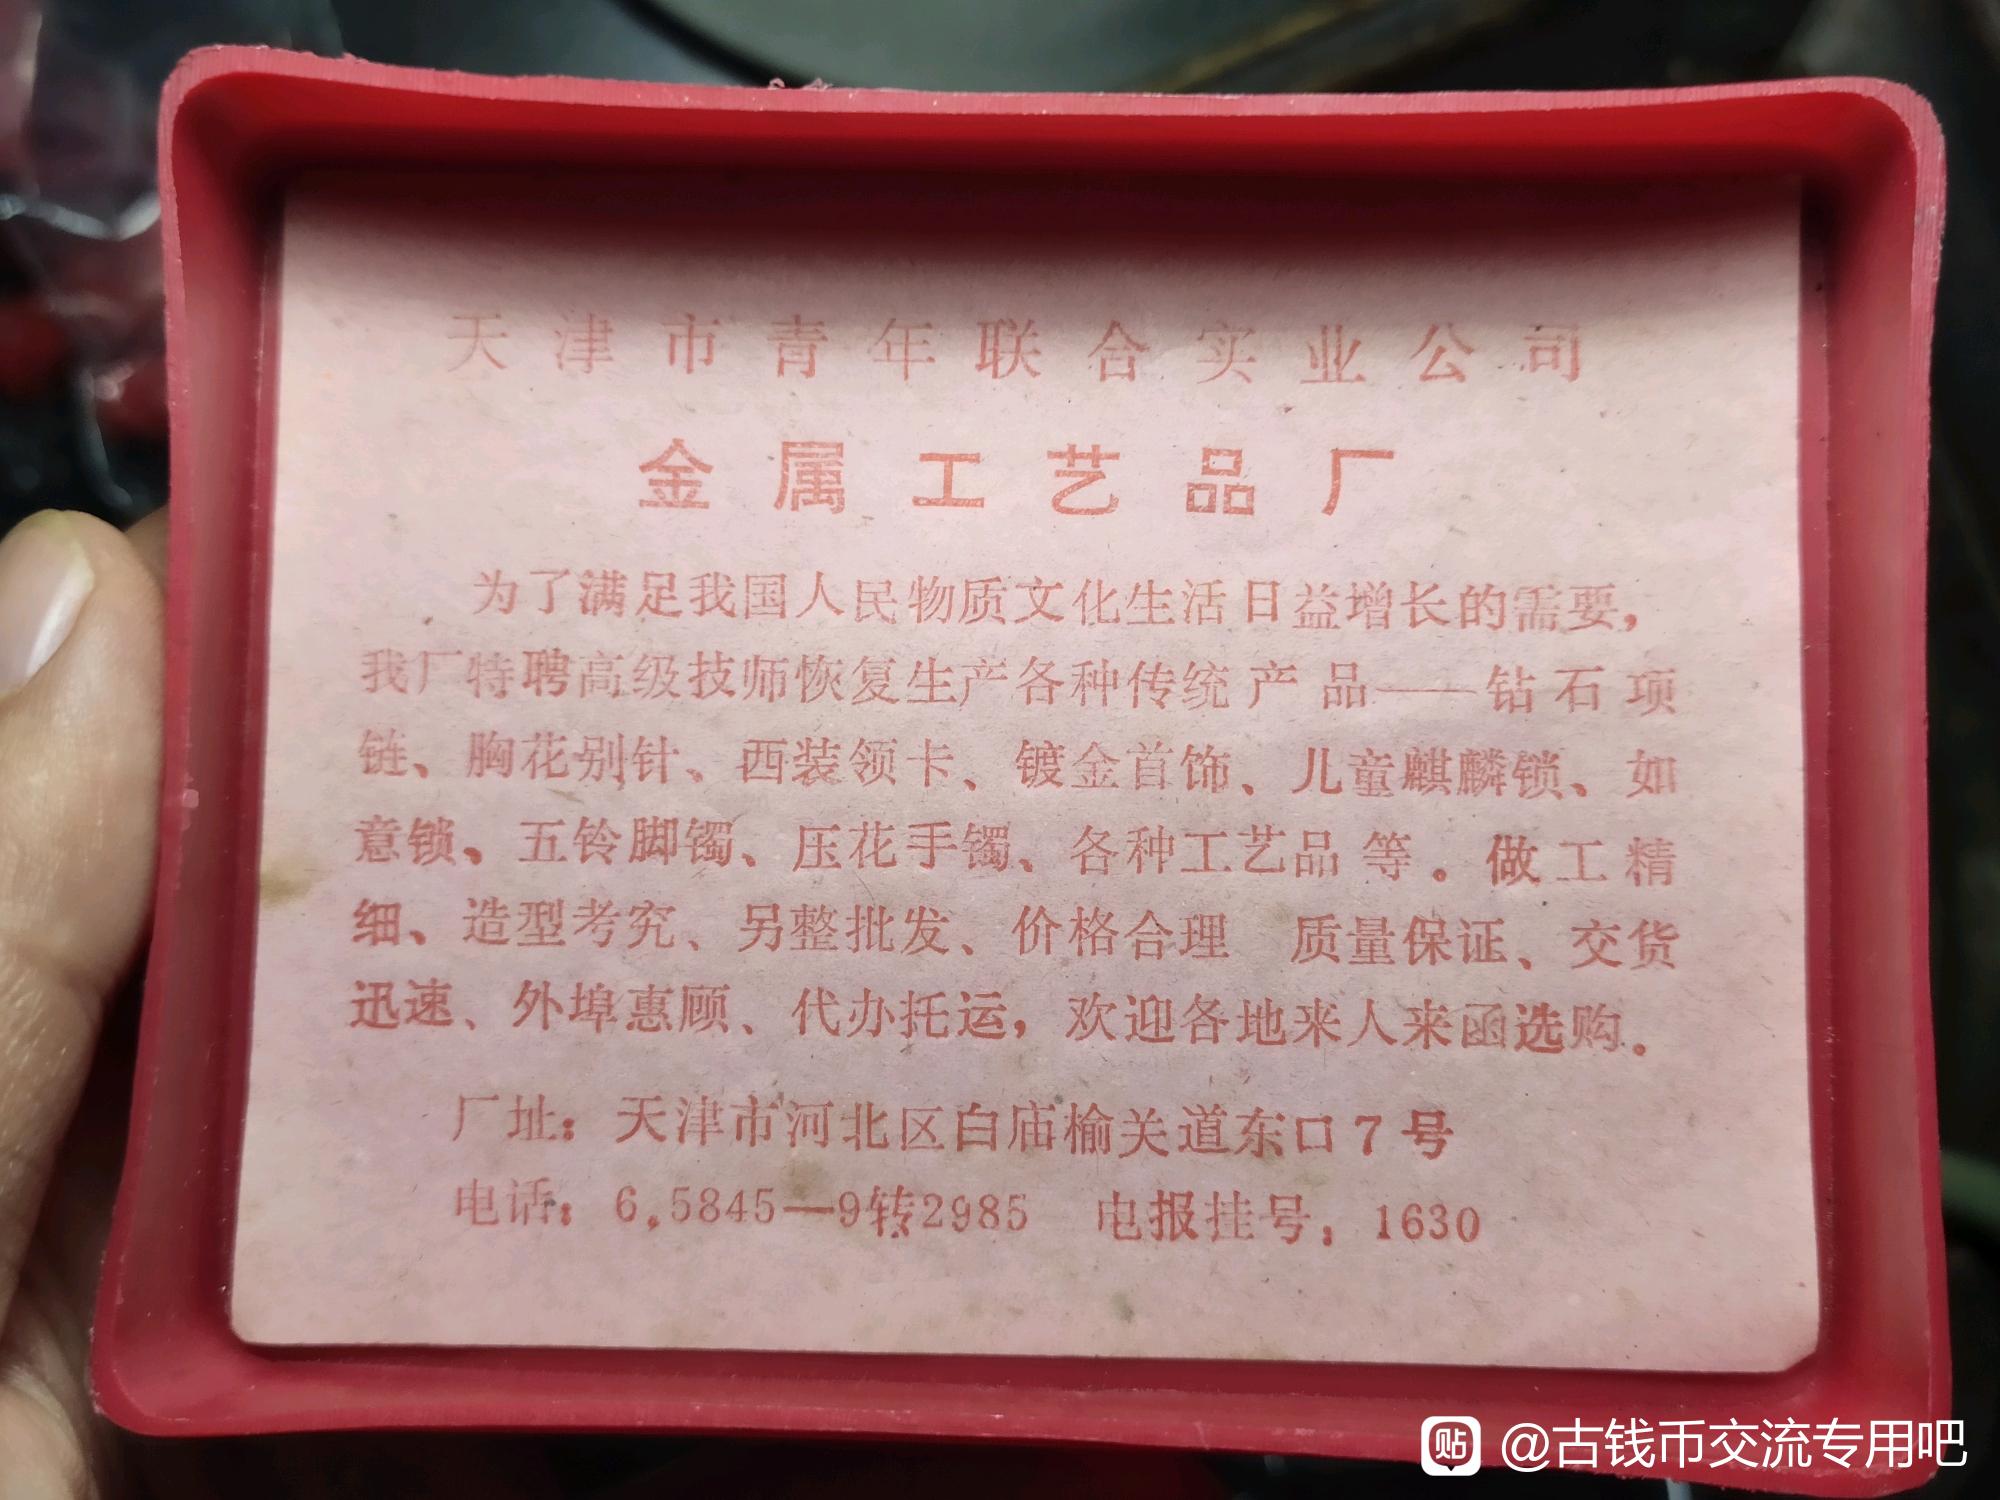 天津市青年联合实业公司
金属工艺品厂
为了满足我国人民物质文化生活日益增长的需要，
我厂特聘高级技师恢复生产各种传统产品——钻石项
链、胸花别针、西装领卡、镀金首饰、儿童麒麟锁、如
意锁、五铃脚镯、压花手镯、各种工艺品等。做工精
细、造型考究、另整批发、价格合理 质量保证、交货
迅速、外埠惠顾、代办托运，欢迎各地来人来函选购。
厂址：天津市河北区白庙榆关道东口7号
电话：6.5845—9转2985 电报挂号：1630
贴 @古钱币交流专用吧